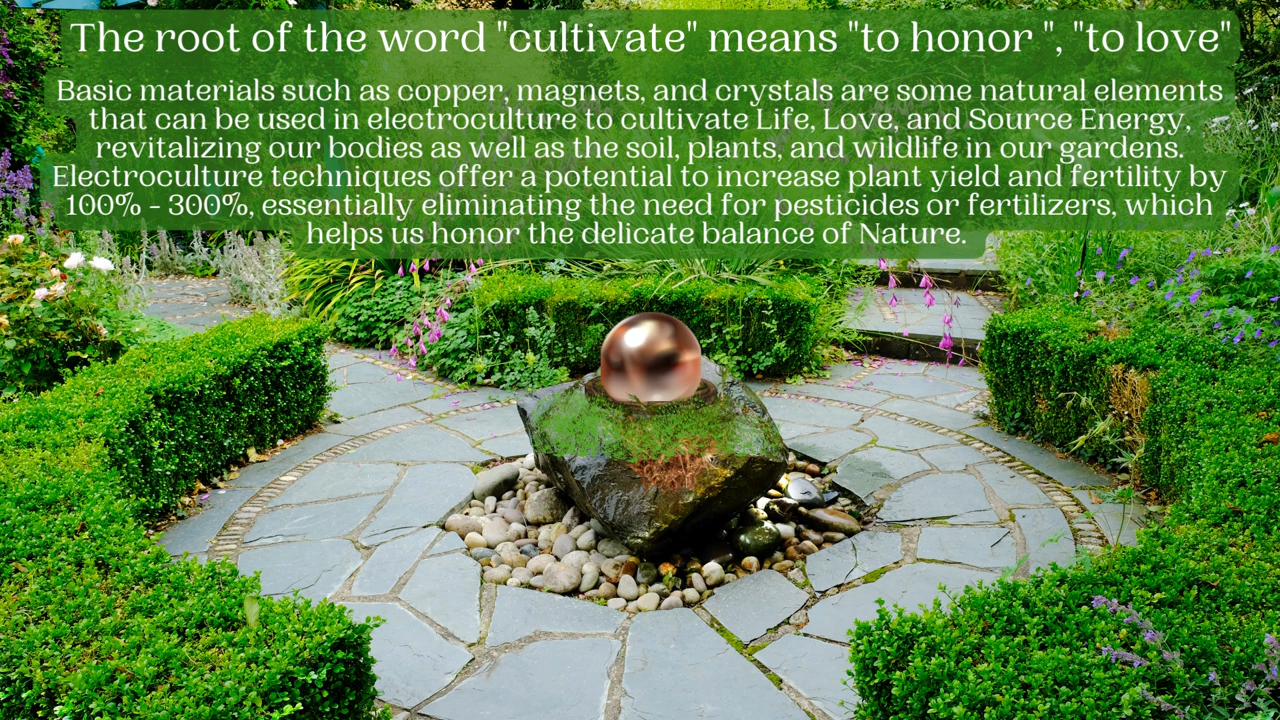 The root of the word "cultivate" means "to honor ", "to love"
Basic materials such as copper, magnets, and crystals are some natural elements
that can be used in electroculture to cultivate Life, Love, and Source Energy,
revitalizing our bodies as well as the soil, plants, and wildlife in our gardens.
Electroculture techniques offer a potential to increase plant yield and fertility by
100% - 300%, essentially eliminating the need for pesticides or fertilizers, which
helps us honor the delicate balance of Nature.